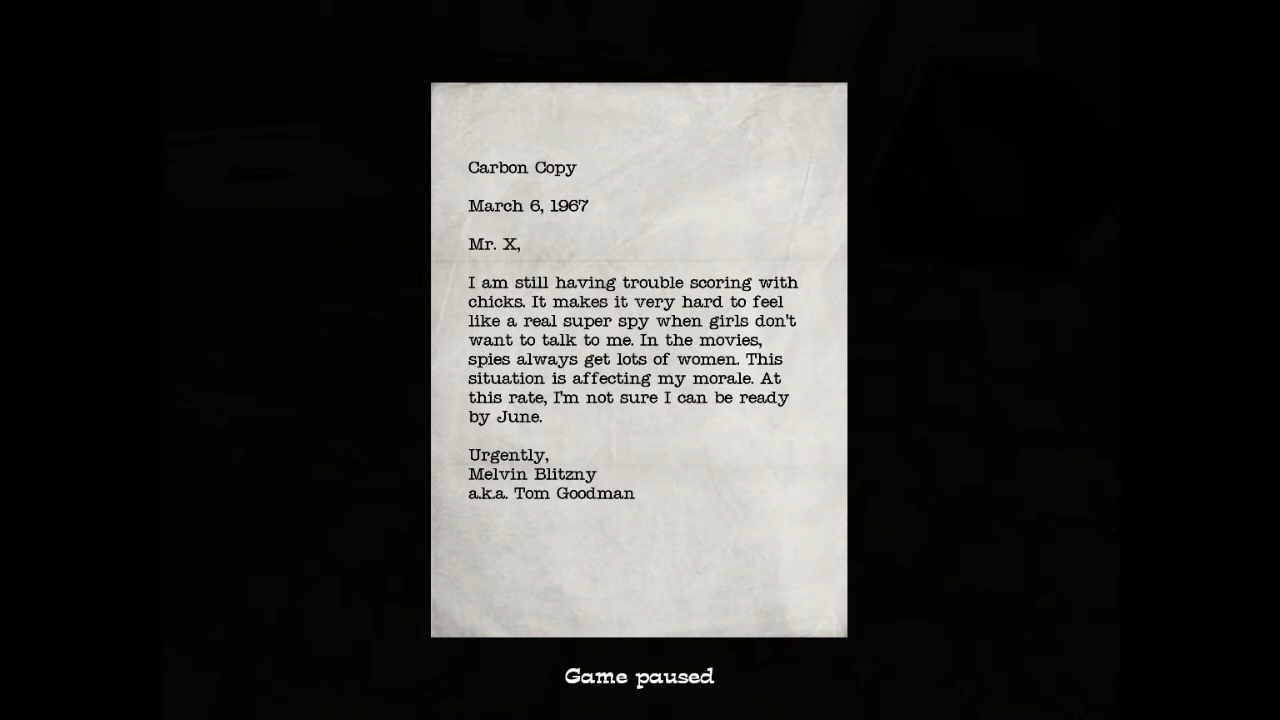 Carbon Copy
March 6, 1967
Mr. X,
I am still having trouble scoring with
chicks. It makes it very hard to feel
like a real super spy when girls don't
want to talk to me. In the movies,
spies always get lots of women. This
situation is affecting my morale. At
this rate, I'm not sure I can be ready
by June.
Urgently,
Melvin Blitzny
a.k.a. Tom Goodman
Game paused